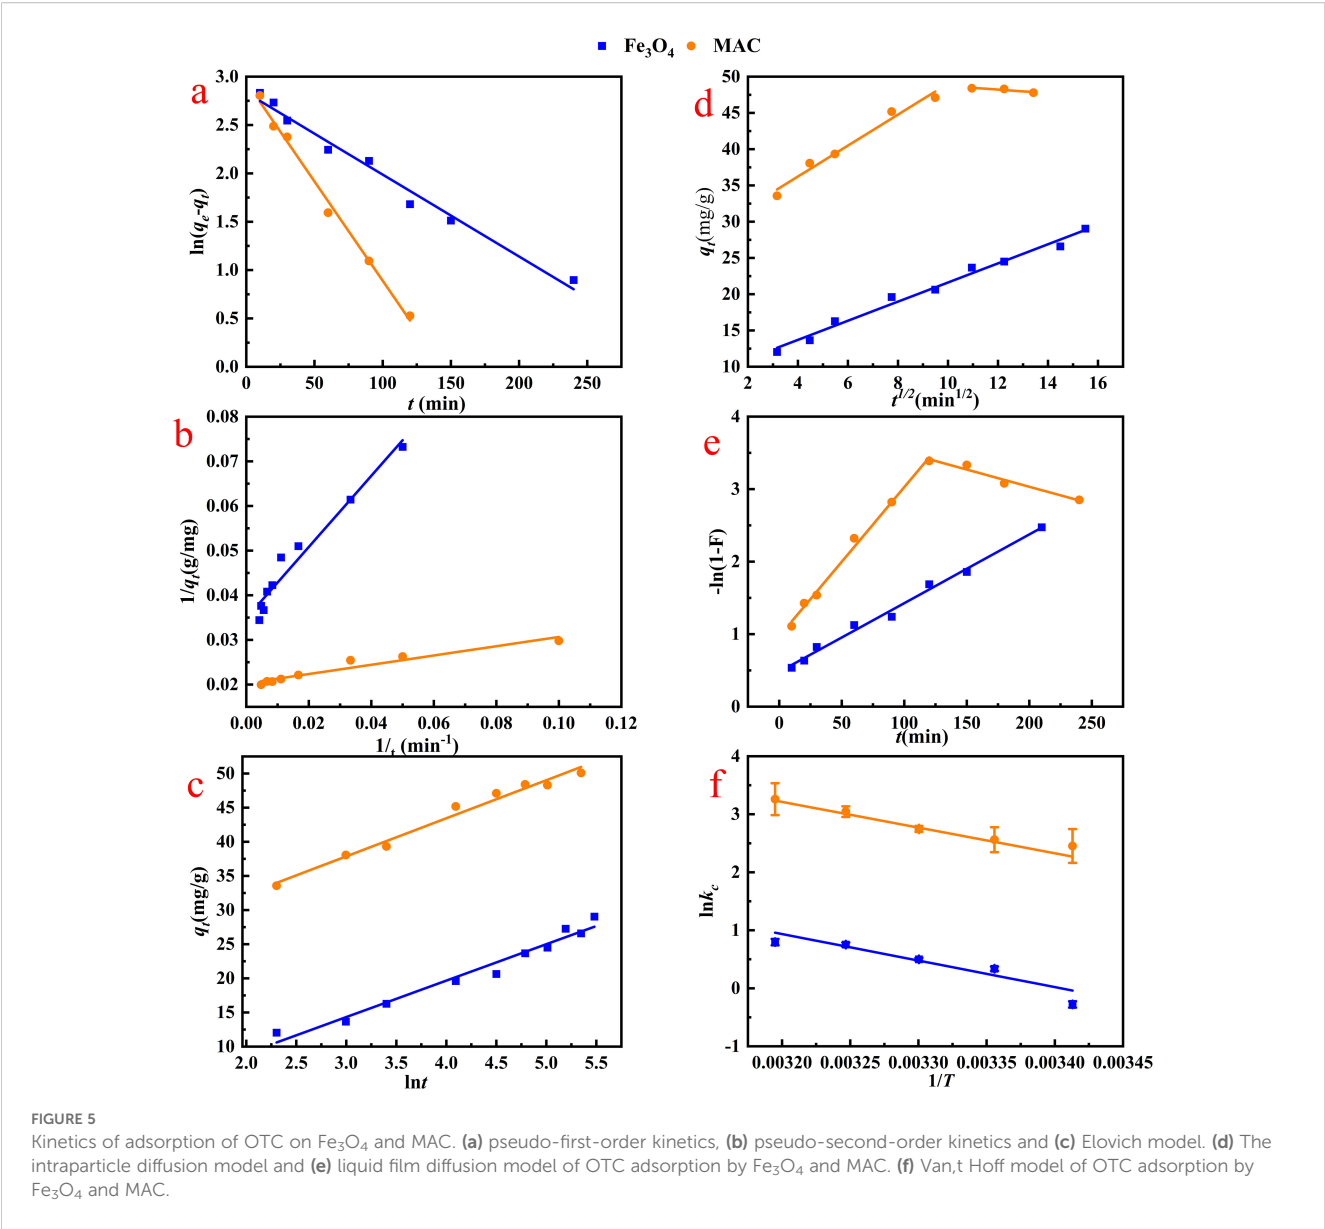 Fe3O4 MAC
a
3.0
2.5
2.0
1.5
1.0
0.5
0.0
ln(qe-qt)
0 50 100 150 200 250
t (min)
d
50
45
40
35
30
25
20
15
10
qt(mg/g)
2 4 6 8 10 12 14 16
t1/2(min1/2)
b
0.08
0.07
0.06
0.05
0.04
0.03
0.02
1/qt(g/mg)
0.00 0.02 0.04 0.06 0.08 0.10 0.12
1/t (min-1)
e
4
3
2
1
0
-ln(1-F)
0 50 100 150 200 250
t(min)
c
50
45
40
35
30
25
20
15
10
qt(mg/g)
2.0 2.5 3.0 3.5 4.0 4.5 5.0 5.5
lnt
f
4
3
2
1
0
-1
lnkc
0.00320 0.00325 0.00330 0.00335 0.00340 0.00345
1/T
FIGURE 5
Kinetics of adsorption of OTC on Fe3O4 and MAC. (a) pseudo-first-order kinetics, (b) pseudo-second-order kinetics and (c) Elovich model. (d) The
intraparticle diffusion model and (e) liquid film diffusion model of OTC adsorption by Fe3O4 and MAC. (f) Van,t Hoff model of OTC adsorption by
Fe3O4 and MAC.